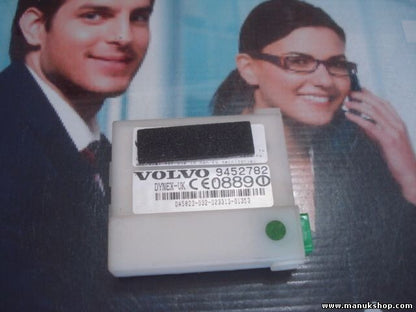 VOLVO 9452782
DYNEX-UK CE0889
www.manukshop.com